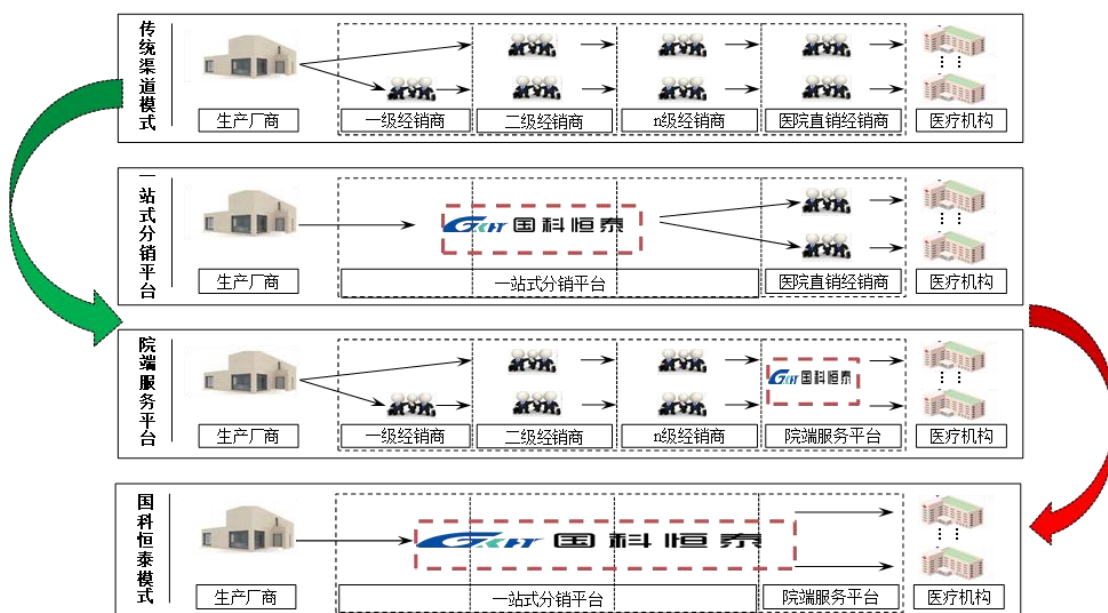 传统渠道模式
生产厂商
一级经销商
二级经销商
n级经销商
医院直销经销商
医疗机构
一站式分销平台
GKHT 国科恒泰
生产厂商
一站式分销平台
医院直销经销商
医疗机构
院端服务平台
GKHT 国科恒泰
生产厂商
一级经销商
二级经销商
n级经销商
院端服务平台
医疗机构
国科恒泰模式
GKHT 国科恒泰
生产厂商
一站式分销平台
院端服务平台
医疗机构